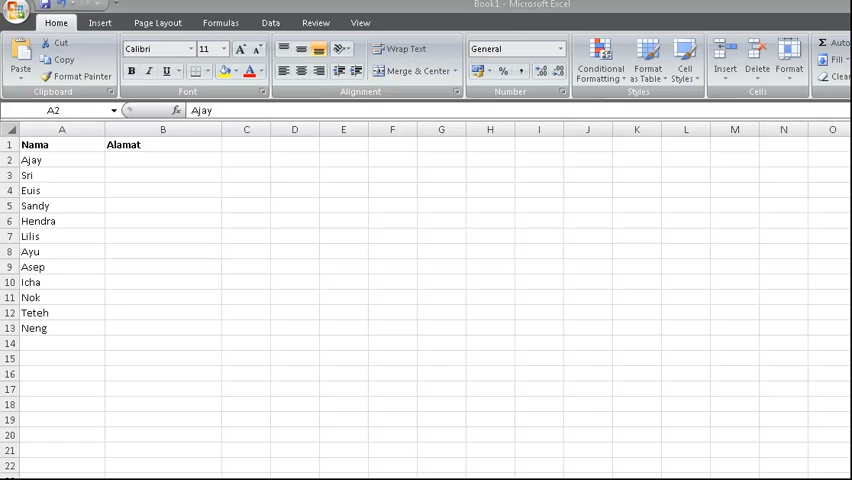 Book1 - Microsoft Excel
Home Insert Page Layout Formulas Data Review View
Cut
Copy
Format Painter
Paste
Clipboard
Calibri 11
B I U
Font
Wrap Text
Merge & Center
Alignment
General
% ,
Number
Conditional Formatting
Format as Table
Cell Styles
Styles
Insert Delete Format
Cells
Auto
Fill
Clear
A2 fx Ajay
A B C D E F G H I J K L M N O
1 Nama Alamat
2 Ajay
3 Sri
4 Euis
5 Sandy
6 Hendra
7 Lilis
8 Ayu
9 Asep
10 Icha
11 Nok
12 Teteh
13 Neng
14
15
16
17
18
19
20
21
22